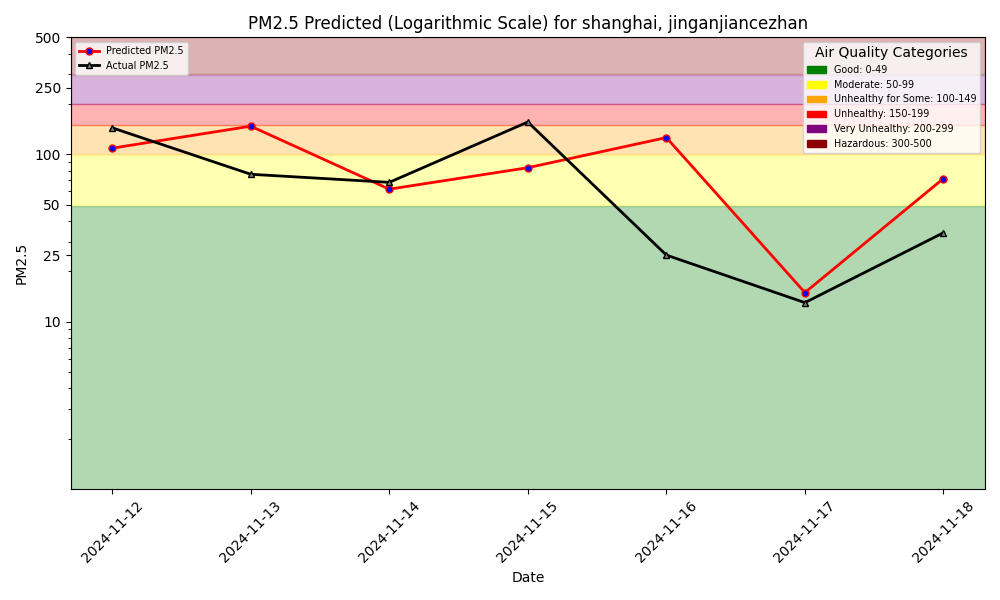 PM2.5 Predicted (Logarithmic Scale) for shanghai, jinganjiancezhan
Predicted PM2.5
Actual PM2.5
Air Quality Categories
Good: 0-49
Moderate: 50-99
Unhealthy for Some: 100-149
Unhealthy: 150-199
Very Unhealthy: 200-299
Hazardous: 300-500
500
250
100
50
25
10
PM2.5
2024-11-12
2024-11-13
2024-11-14
2024-11-15
2024-11-16
2024-11-17
2024-11-18
Date